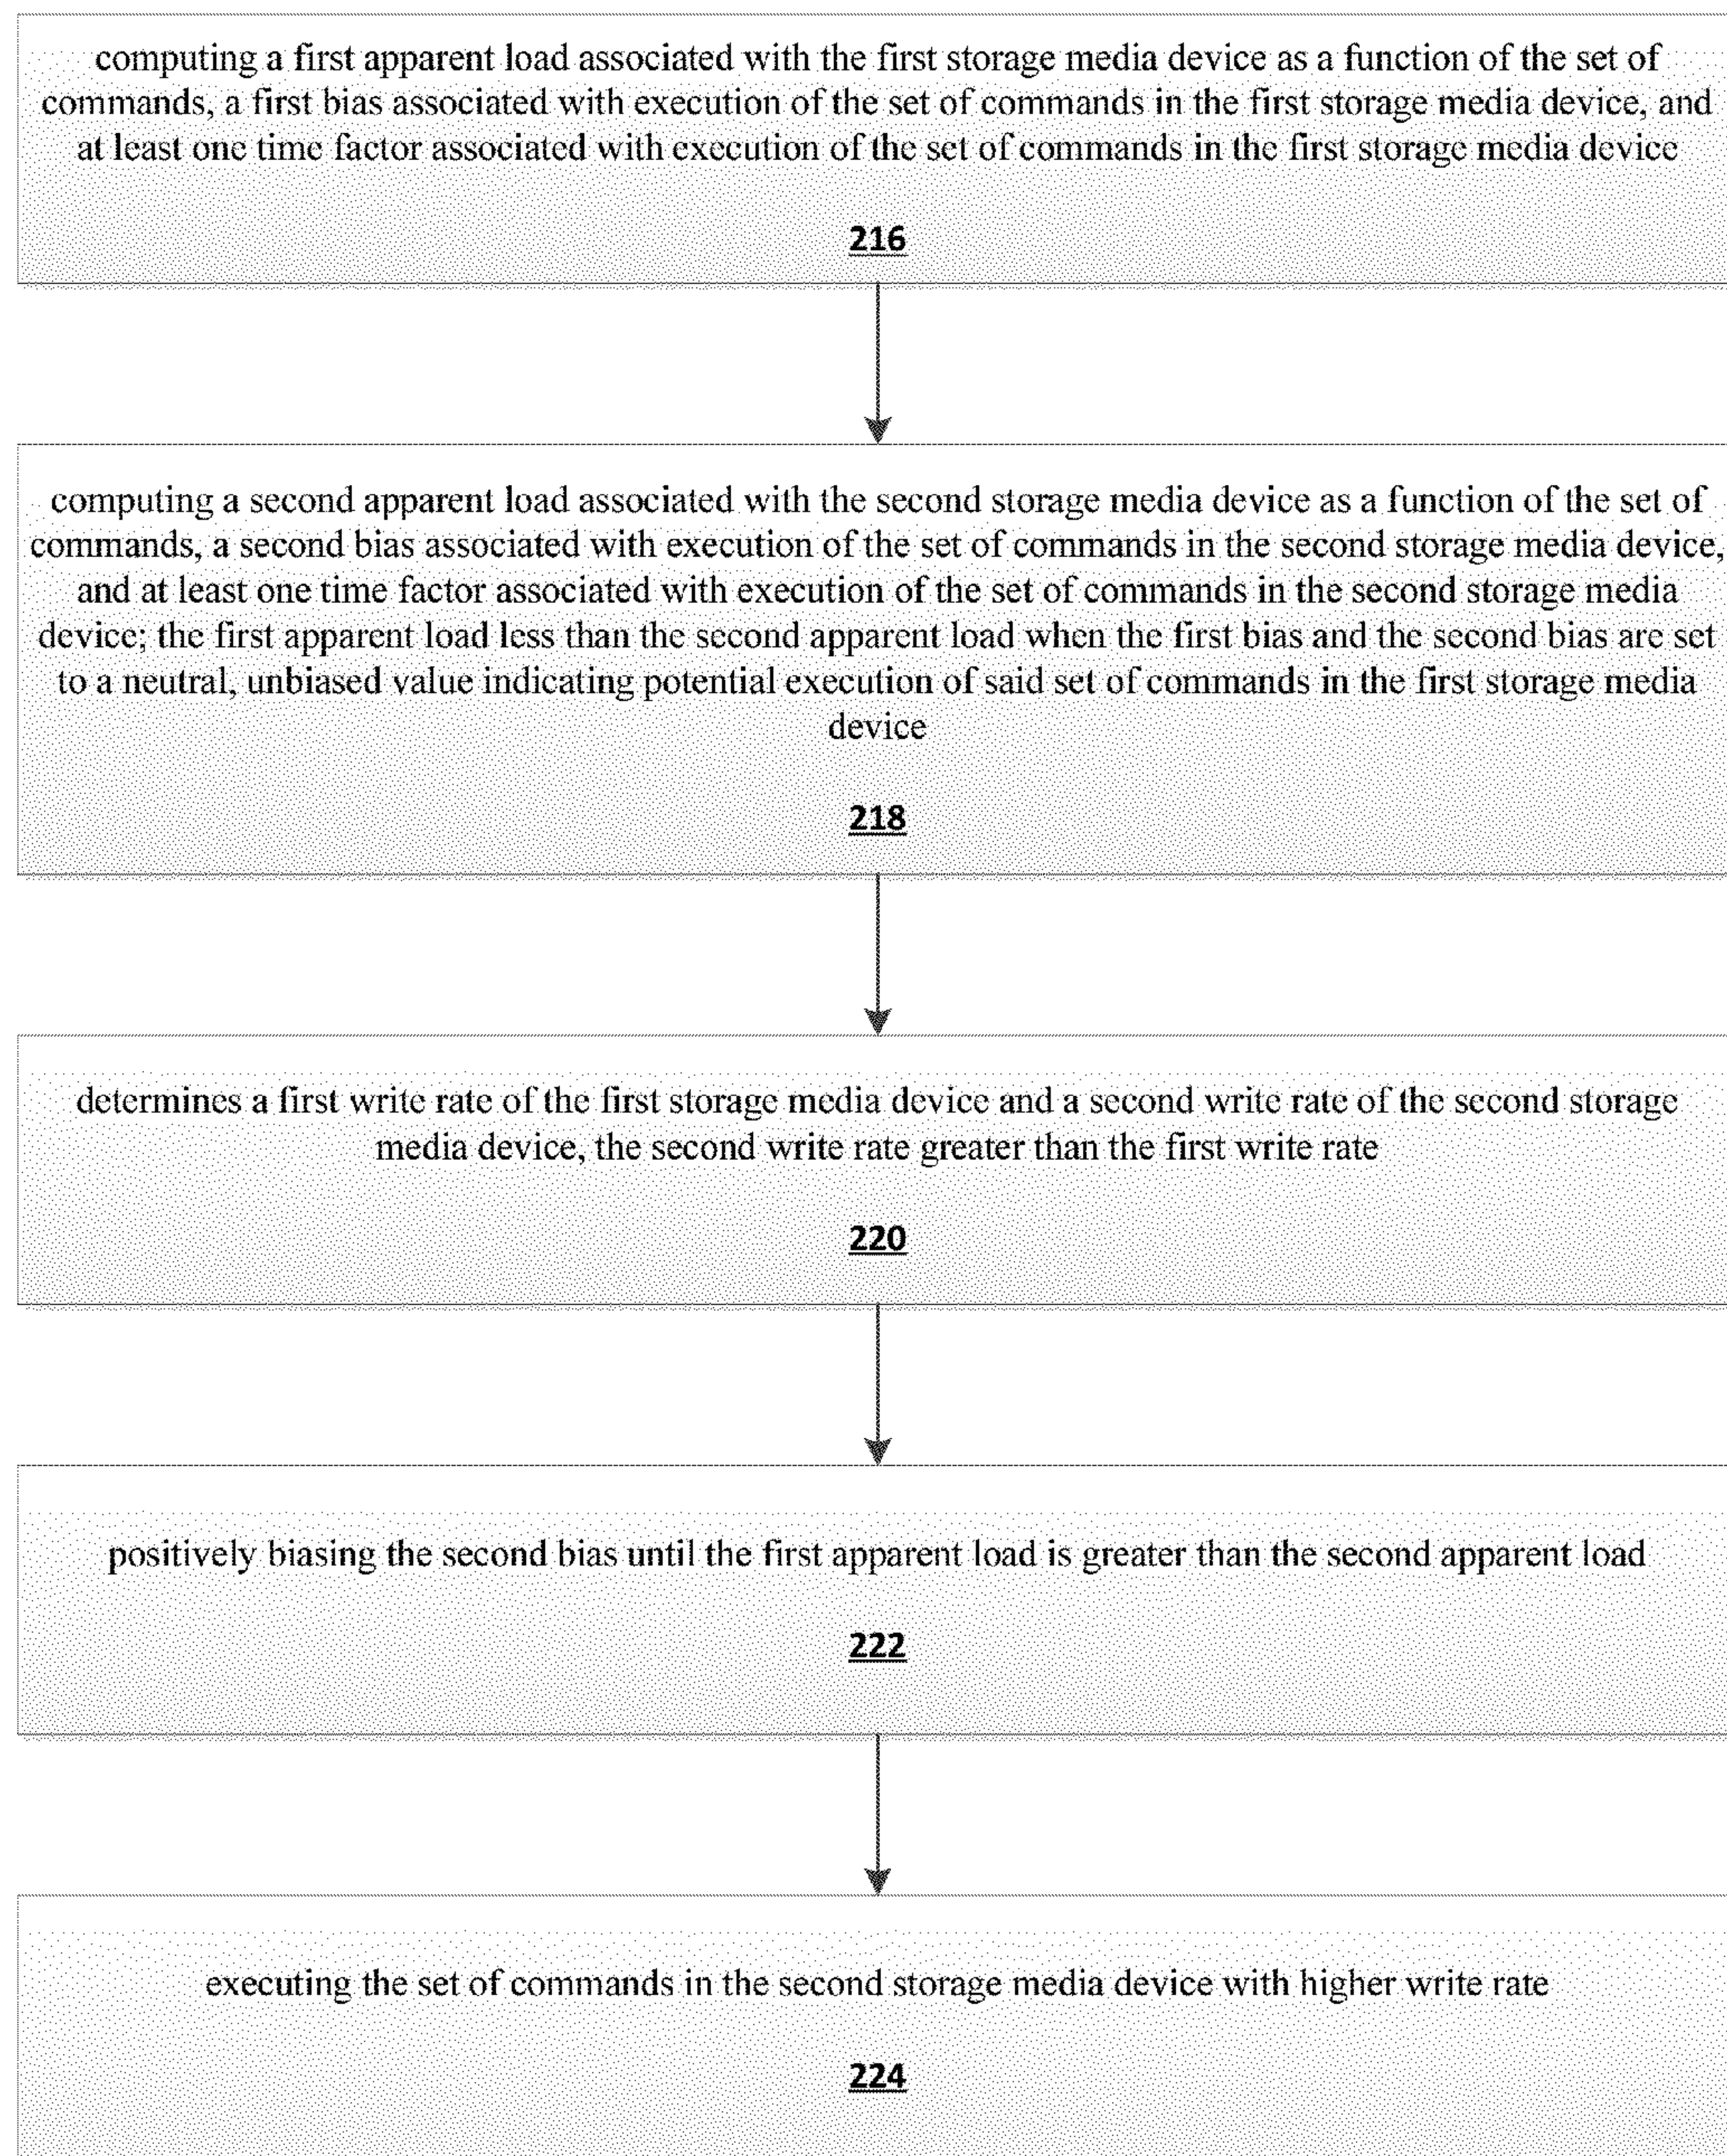 computing a first apparent load associated with the first storage media device as a function of the set of
commands, a first bias associated with execution of the set of commands in the first storage media device, and
at least one time factor associated with execution of the set of commands in the first storage media device
216
computing a second apparent load associated with the second storage media device as a function of the set of
commands, a second bias associated with execution of the set of commands in the second storage media device,
and at least one time factor associated with execution of the set of commands in the second storage media
device; the first apparent load less than the second apparent load when the first bias and the second bias are set
to a neutral, unbiased value indicating potential execution of said set of commands in the first storage media
device
218
determines a first write rate of the first storage media device and a second write rate of the second storage
media device, the second write rate greater than the first write rate
220
positively biasing the second bias until the first apparent load is greater than the second apparent load
222
executing the set of commands in the second storage media device with higher write rate
224